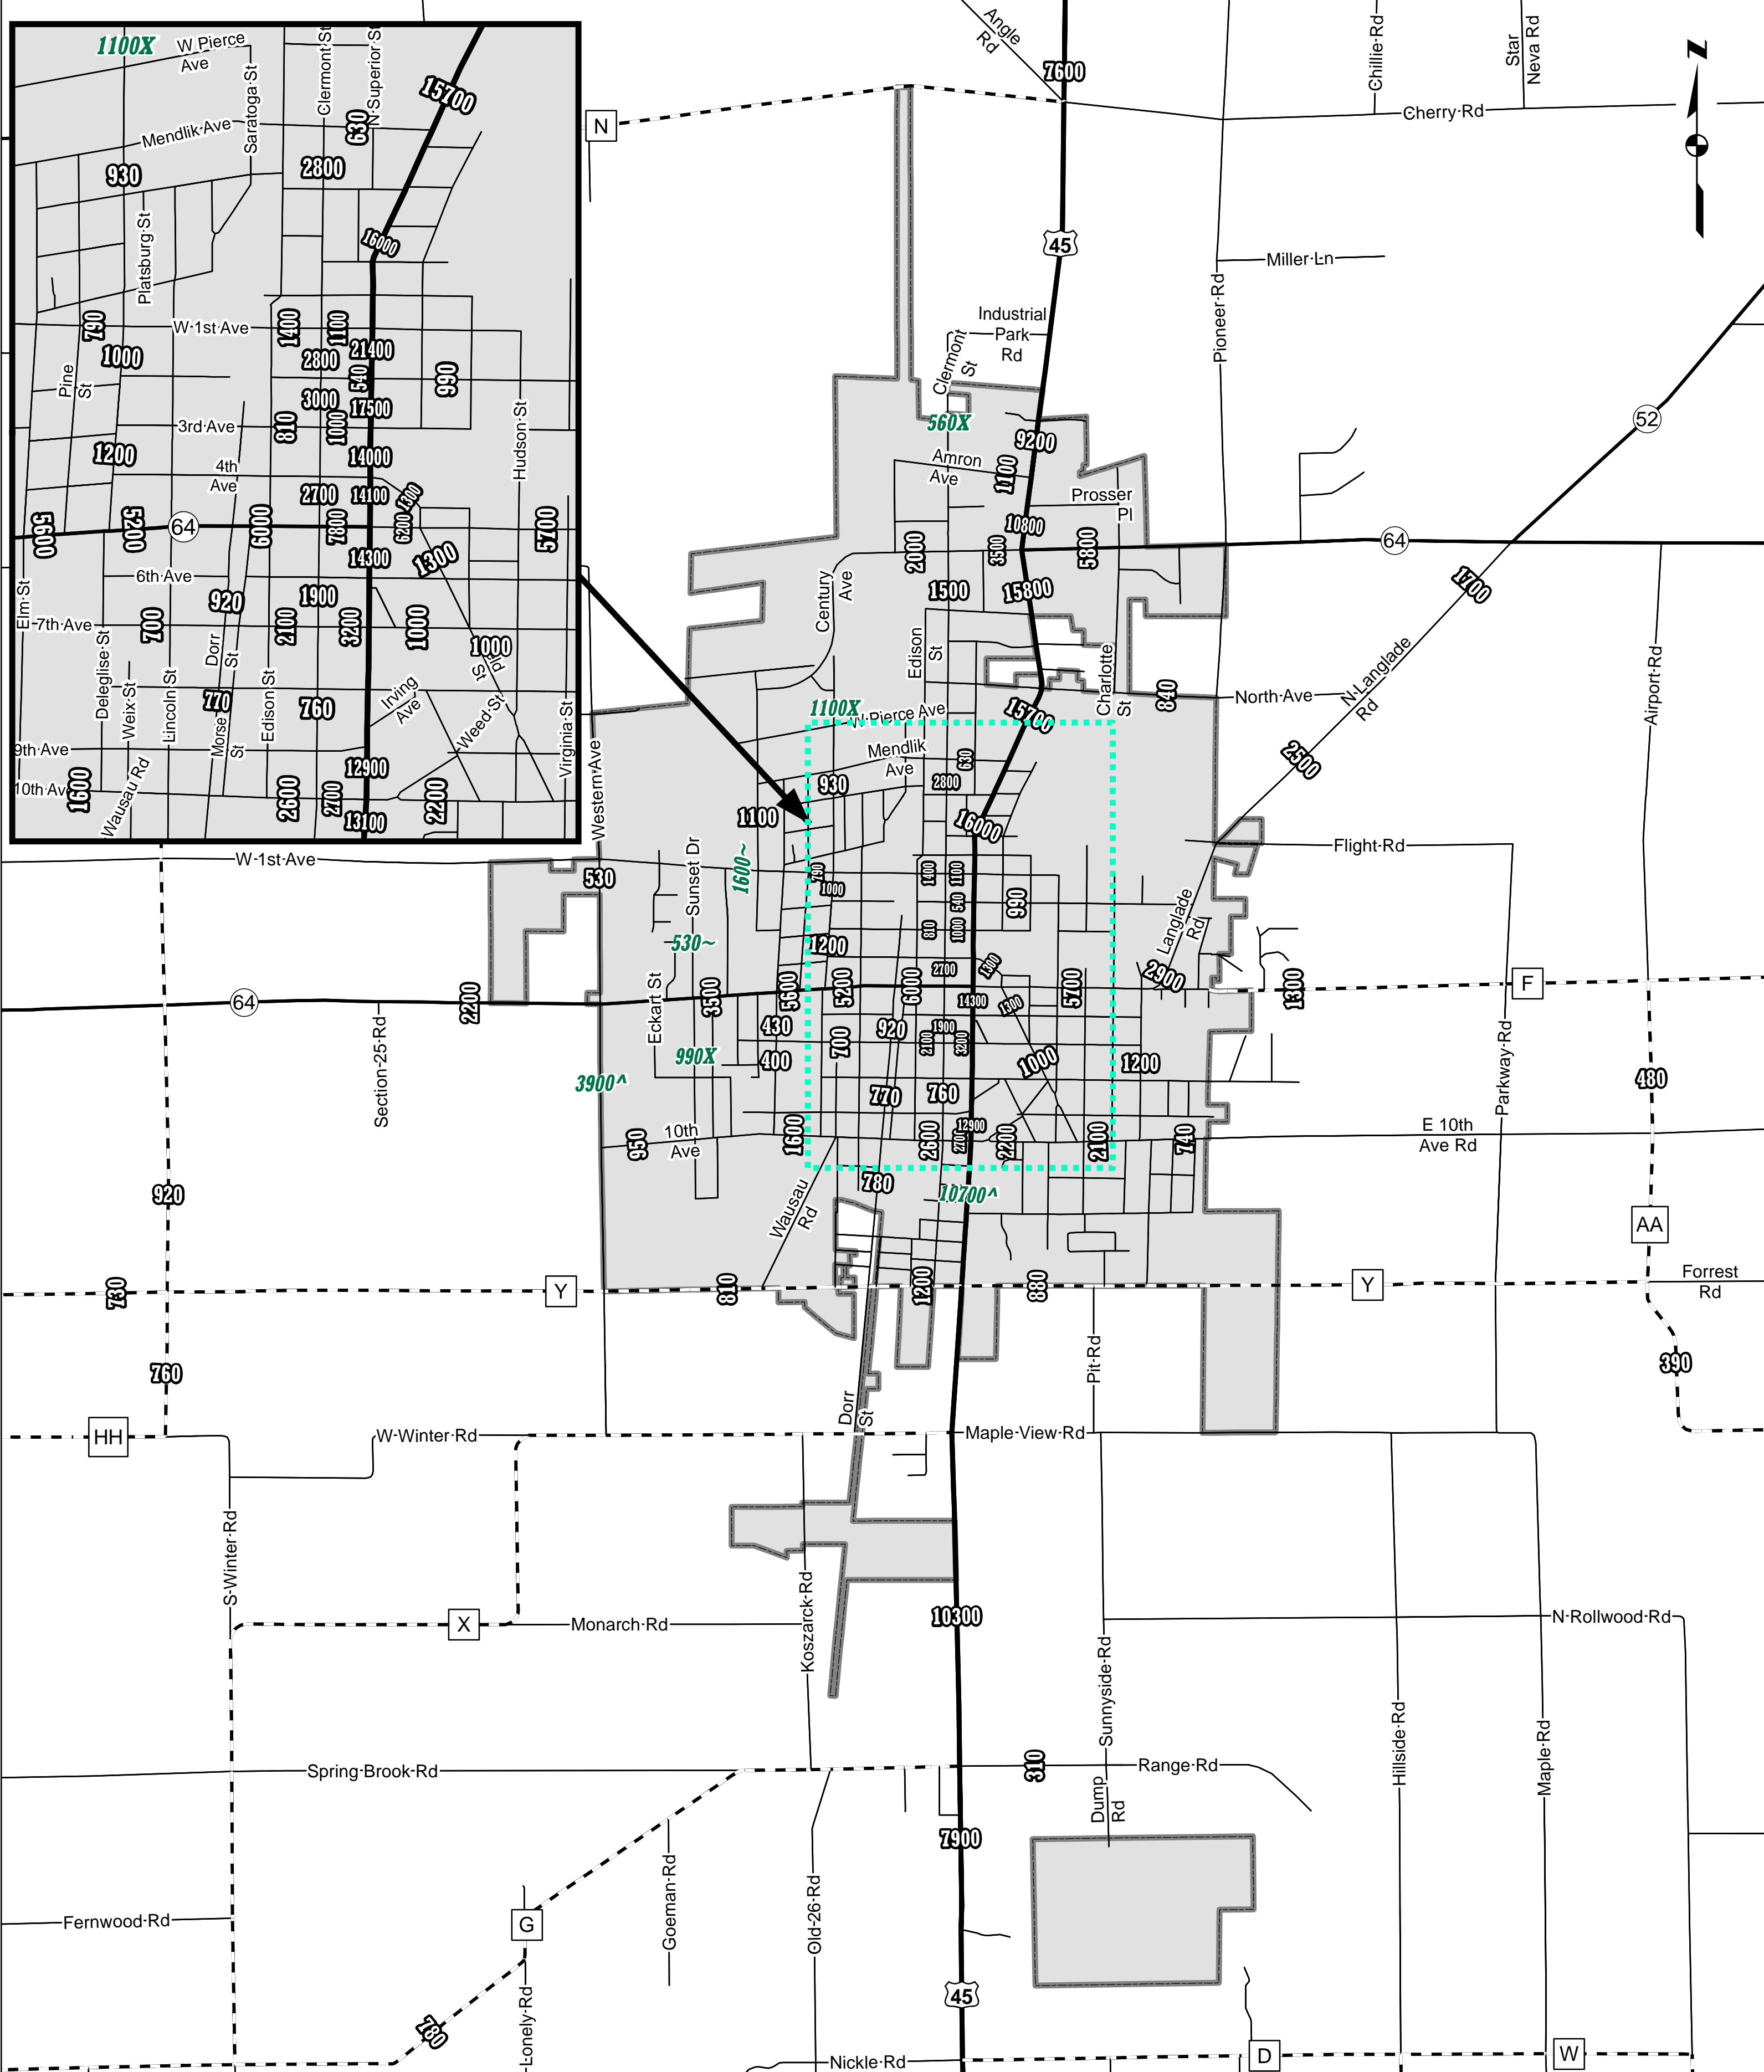 1100X
W Pierce
Ave
Saratoga St
Clermont St
N Superior St
15700
Mendlik Ave
630
2800
930
Platsburg St
16000
790
W 1st Ave
1400
1100
21400
1000
2800
540
990
Pine
St
3000
17500
810
1000
3rd Ave
Hudson St
1200
14000
4th
Ave
2700
14100
1300
5600
5200
64
6000
7800
6200
5700
14300
1300
6th Ave
Elm St
920
1900
7th Ave
700
2100
3200
1000
1000
Deleglise St
Dorr
St
Weix St
Lincoln St
Edison St
770
760
Irving
Ave
Weed St
Virginia St
Morse
St
9th Ave
12900
10th Ave
1600
Wausau Rd
2600
2700
2200
13100
Angle
Rd
7600
Chillie Rd
Star
Neva Rd
N
N
Cherry Rd
45
Miller Ln
Pioneer Rd
Industrial
Park
Rd
Clermont
St
52
560X
9200
Amron
Ave
1100
Prosser
Pl
10800
2000
3500
5800
64
Century
Ave
1500
15800
1700
Edison
St
Charlotte
St
840
North Ave
N Langlade
Rd
Airport Rd
1100X
W Pierce Ave
15700
Mendlik
Ave
630
2800
930
2500
Western Ave
1100
16000
Flight Rd
W 1st Ave
530
Sunset Dr
1600~
790
1000
1400
1100
540
990
810
1000
Langlade
Rd
530~
1200
2700
1300
2900
64
2200
Eckart St
3500
5600
5200
6000
14300
1300
5700
1300
F
Section 25 Rd
430
700
920
1900
2100
3200
Parkway Rd
990X
400
1000
1200
3900^
770
760
480
950
10th
Ave
1600
2600
12900
2700
2200
2100
740
E 10th
Ave Rd
920
780
10700^
Wausau
Rd
AA
730
Y
810
1200
880
Y
Forrest
Rd
760
Pit Rd
390
HH
W Winter Rd
Dorr
St
Maple View Rd
S Winter Rd
X
Monarch Rd
Koszarck Rd
10300
Sunnyside Rd
N Rollwood Rd
Spring Brook Rd
310
Range Rd
Hillside Rd
Maple Rd
Dump
Rd
7900
Fernwood Rd
G
Goeman Rd
Old 26 Rd
45
Lonely Rd
780
Nickle Rd
D
W